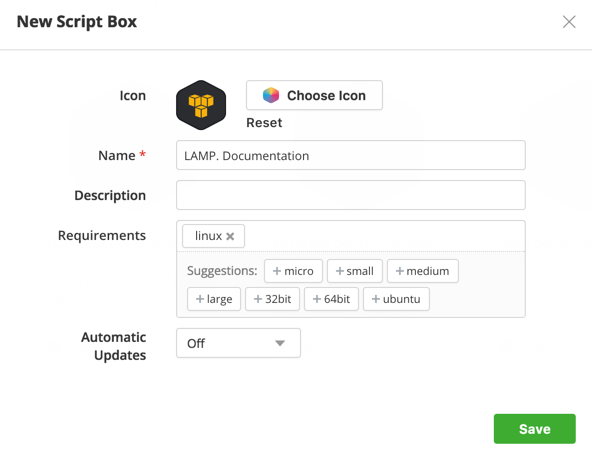 New Script Box
Icon
Choose Icon
Reset
Name *
LAMP. Documentation
Description
Requirements
linux
Suggestions: + micro + small + medium
+ large + 32bit + 64bit + ubuntu
Automatic
Updates
Off
Save